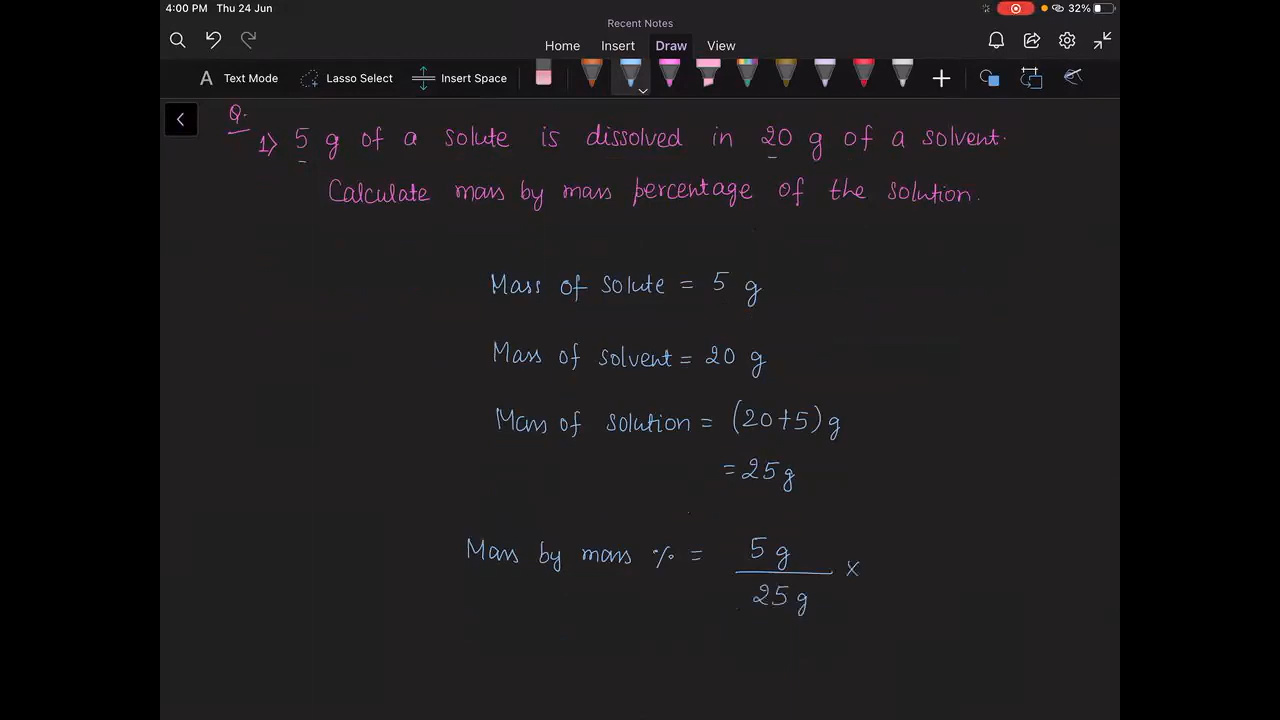 4:00 PM Thu 24 Jun
32%
Recent Notes
Home Insert Draw View
Text Mode Lasso Select Insert Space
Q.
1) 5 g of a solute is dissolved in 20 g of a solvent.
Calculate mass by mass percentage of the solution.
Mass of solute = 5 g
Mass of solvent = 20 g
Mass of solution = (20+5) g
= 25 g
Mass by mass % = 5 g / 25 g ×